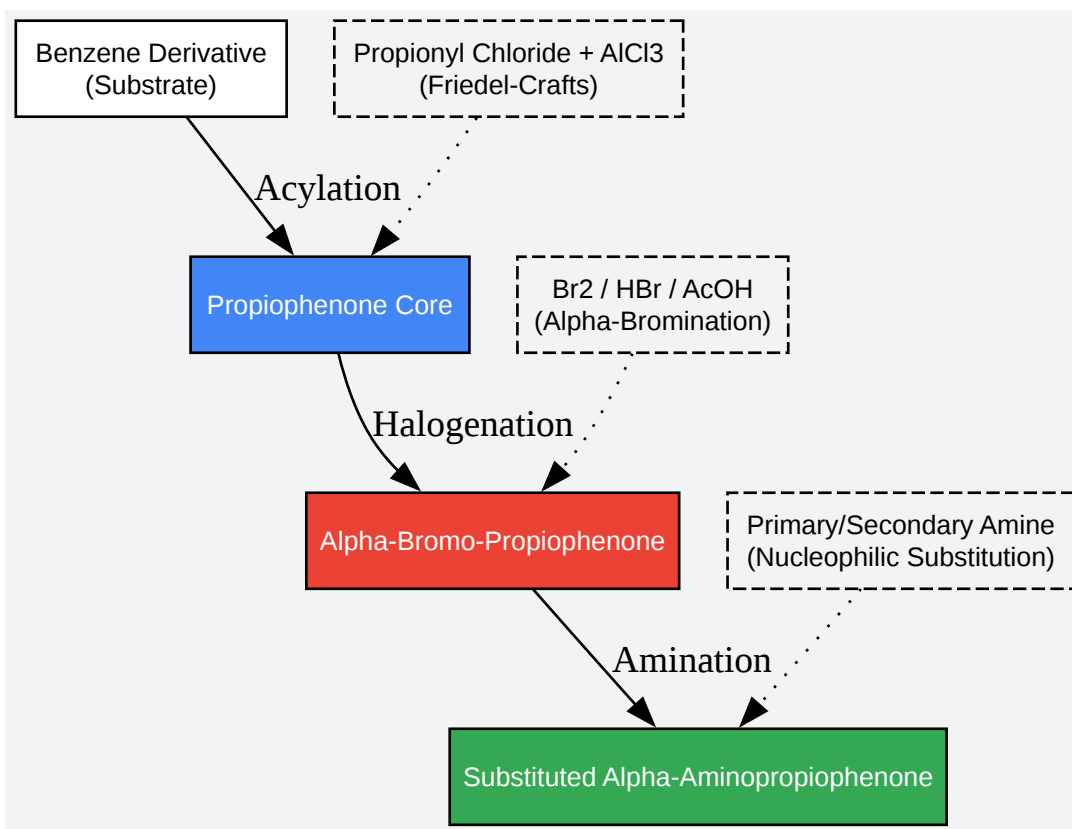 Benzene Derivative
(Substrate)
Propionyl Chloride + AlCl3
(Friedel-Crafts)
Acylation
Propiophenone Core
Br2 / HBr / AcOH
(Alpha-Bromination)
Halogenation
Alpha-Bromo-Propiophenone
Primary/Secondary Amine
(Nucleophilic Substitution)
Amination
Substituted Alpha-Aminopropiophenone